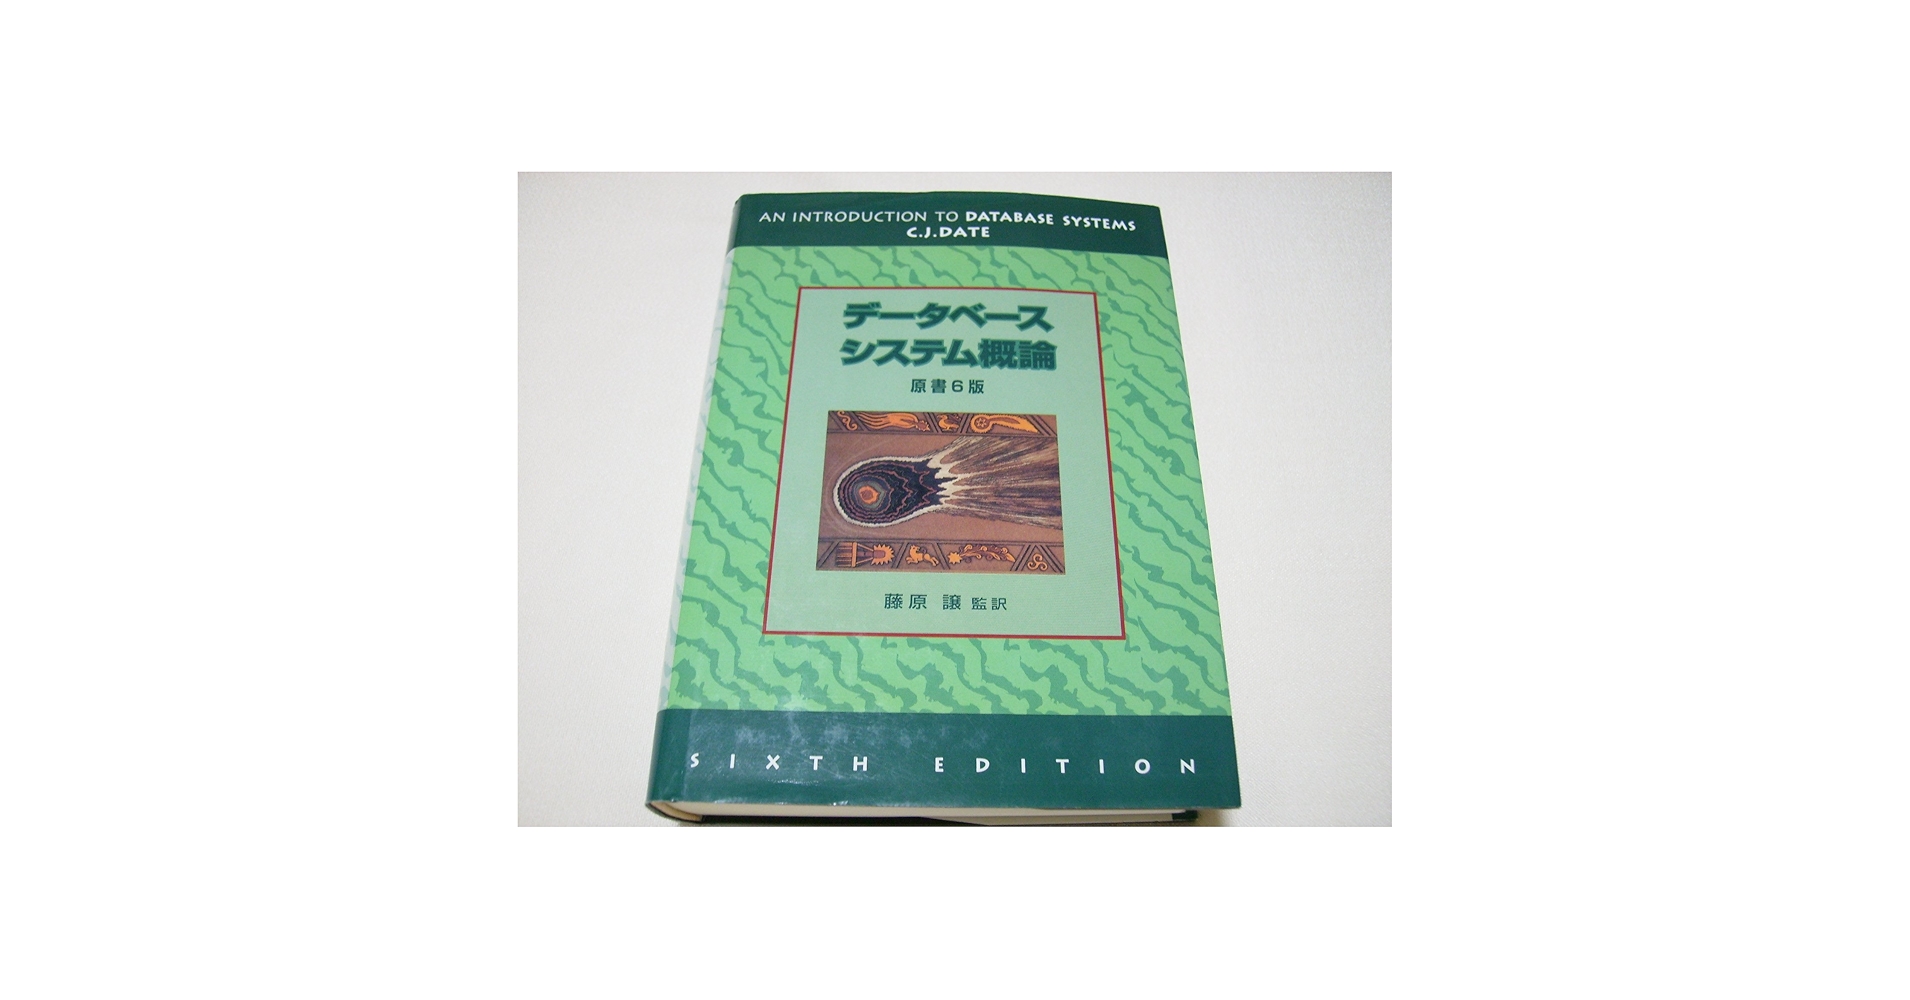 AN INTRODUCTION TO DATABASE SYSTEMS
C.J.DATE
データベース
システム概論
原書6版
藤原 譲 監訳
SIXTH EDITION